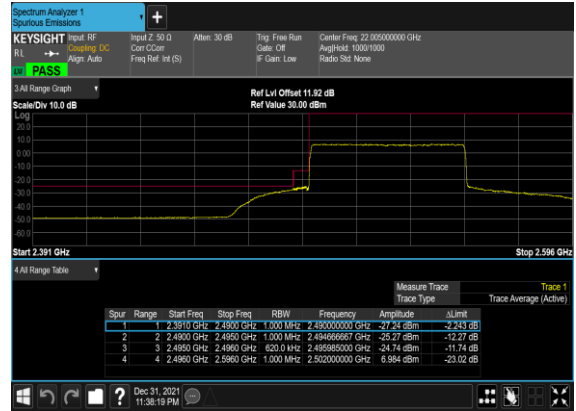 Spectrum Analyzer 1
Spurious Emissions
KEYSIGHT Input: RF Input Z: 50 Ω Atten: 30 dB Trig: Free Run Center Freq: 22.005000000 GHz
RL Coupling: DC Corr CCorr Gate: Off Avg|Hold: 1000/1000
Align: Auto Freq Ref: Int (S) IF Gain: Low Radio Std: None
PASS
3 All Range Graph
Ref Lvl Offset 11.92 dB
Scale/Div 10.0 dB Ref Value 30.00 dBm
Log
20.0
10.0
0.00
-10.0
-20.0
-30.0
-40.0
-50.0
-60.0
Start 2.391 GHz Stop 2.596 GHz
4 All Range Table
Measure Trace Trace 1
Trace Type Trace Average (Active)
Spur Range Start Freq Stop Freq RBW Frequency Amplitude ΔLimit
1 1 2.3910 GHz 2.4900 GHz 1.000 MHz 2.490000000 GHz -27.24 dBm -2.243 dB
2 2 2.4900 GHz 2.4950 GHz 1.000 MHz 2.494666667 GHz -25.27 dBm -12.27 dB
3 3 2.4950 GHz 2.4960 GHz 620.0 kHz 2.495985000 GHz -24.74 dBm -11.74 dB
4 4 2.4960 GHz 2.5960 GHz 1.000 MHz 2.502000000 GHz 6.984 dBm -23.02 dB
? Dec 31, 2021
11:38:19 PM